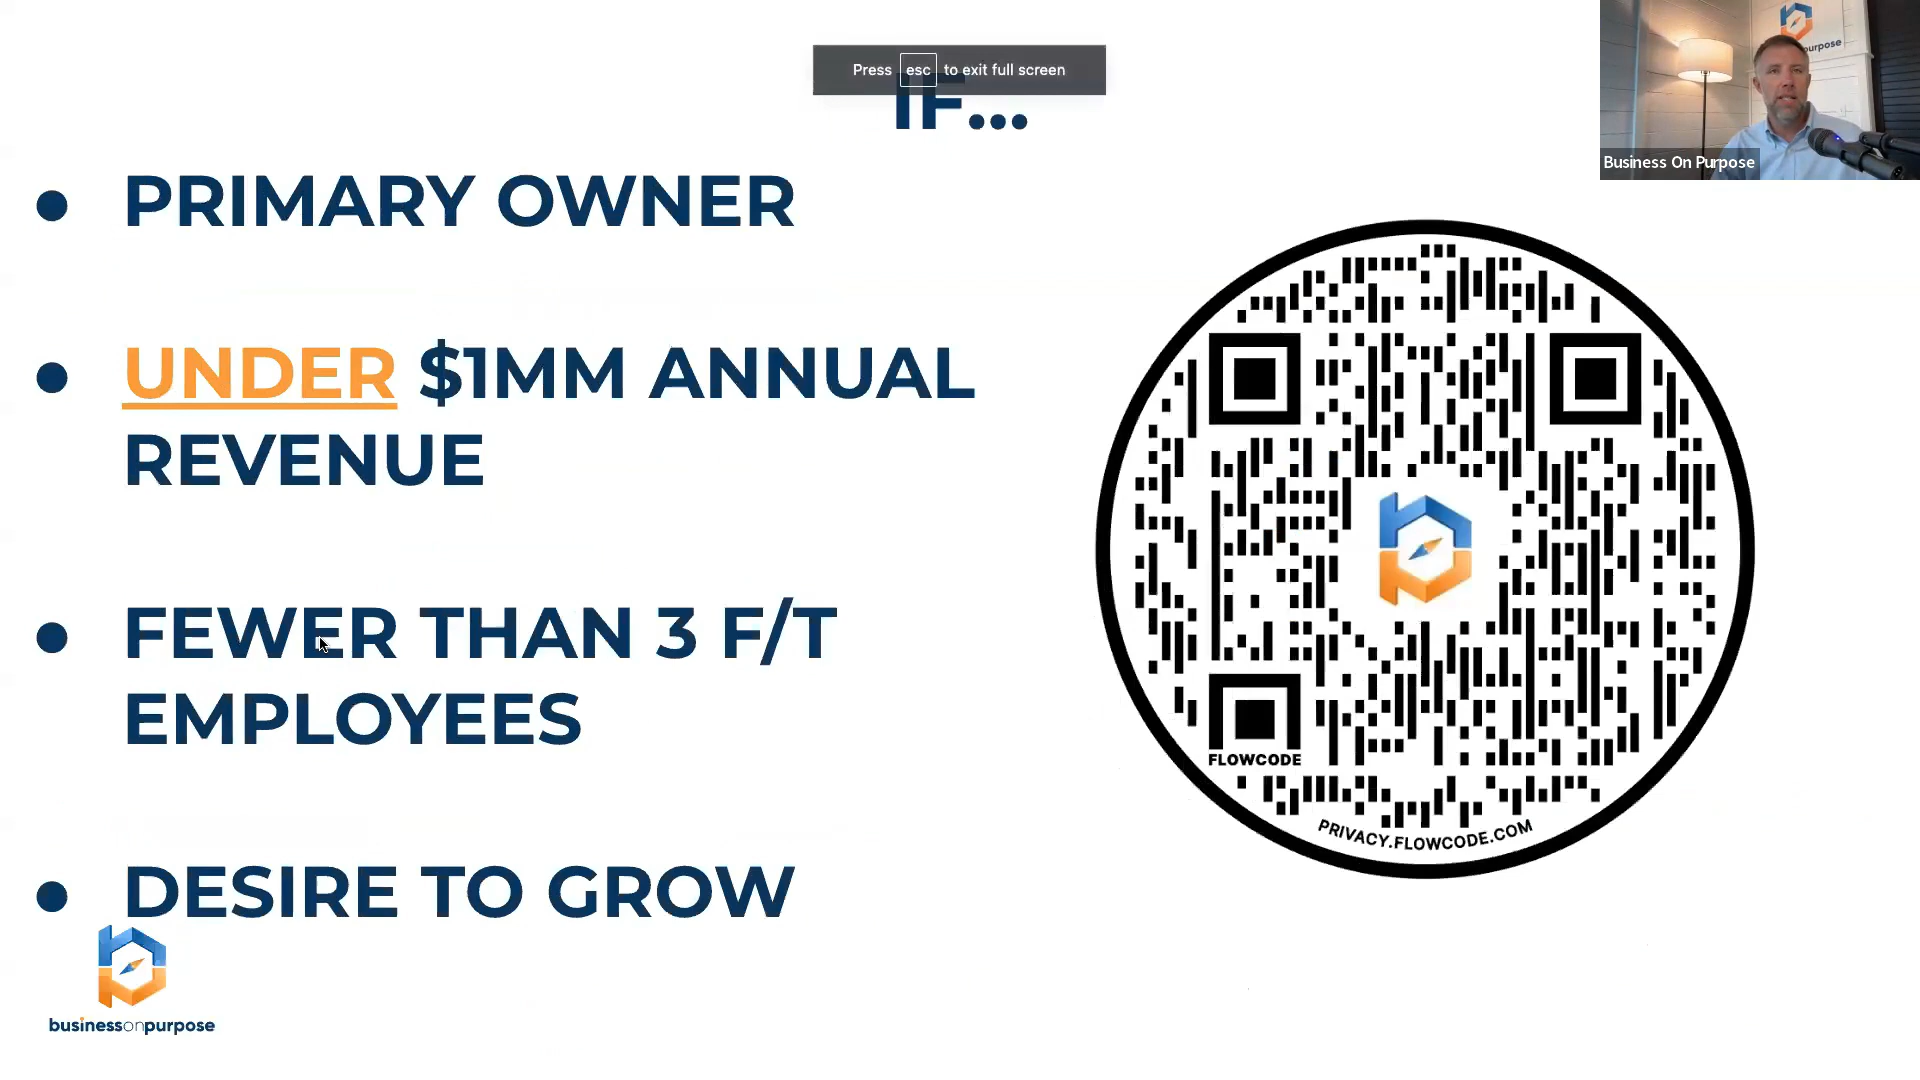 Press esc to exit full screen
IF...
urpose
Business On Purpose
● PRIMARY OWNER
● UNDER $1MM ANNUAL
REVENUE
● FEWER THAN 3 F/T
EMPLOYEES
● DESIRE TO GROW
FLOWCODE
PRIVACY.FLOWCODE.COM
businessonpurpose